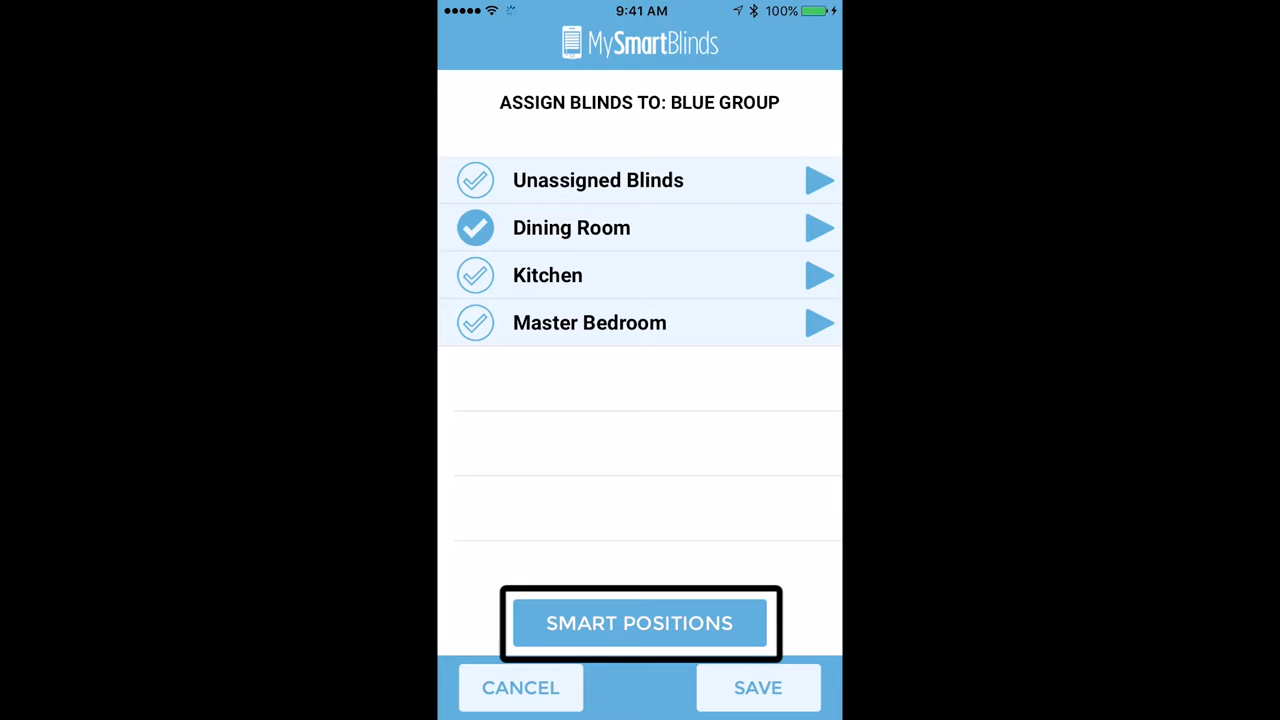 9:41 AM
100%
MySmartBlinds
ASSIGN BLINDS TO: BLUE GROUP
Unassigned Blinds
Dining Room
Kitchen
Master Bedroom
SMART POSITIONS
CANCEL
SAVE